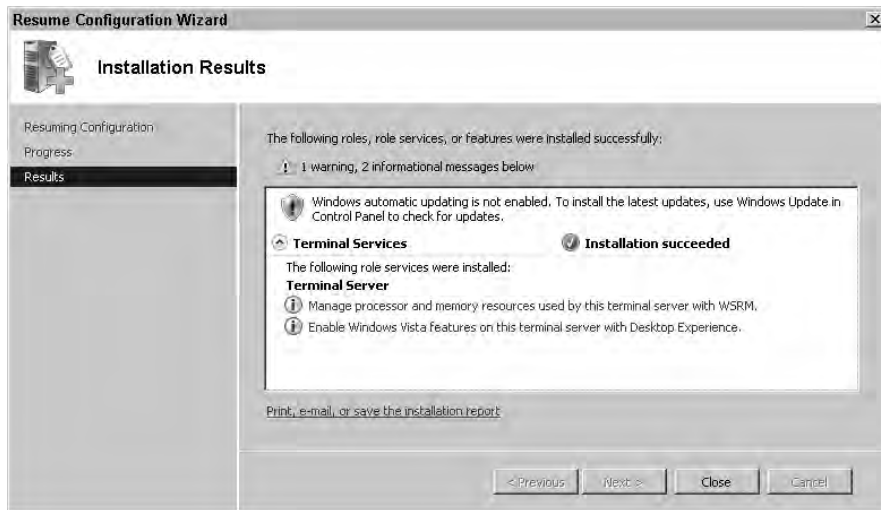 Resume Configuration Wizard
Installation Results
Resuming Configuration
Progress
Results
The following roles, role services, or features were installed successfully:
1 warning, 2 informational messages below
Windows automatic updating is not enabled. To install the latest updates, use Windows Update in
Control Panel to check for updates.
Terminal Services
Installation succeeded
The following role services were installed:
Terminal Server
Manage processor and memory resources used by this terminal server with WSRM.
Enable Windows Vista features on this terminal server with Desktop Experience.
Print, e-mail, or save the installation report
< Previous
Next >
Close
Cancel